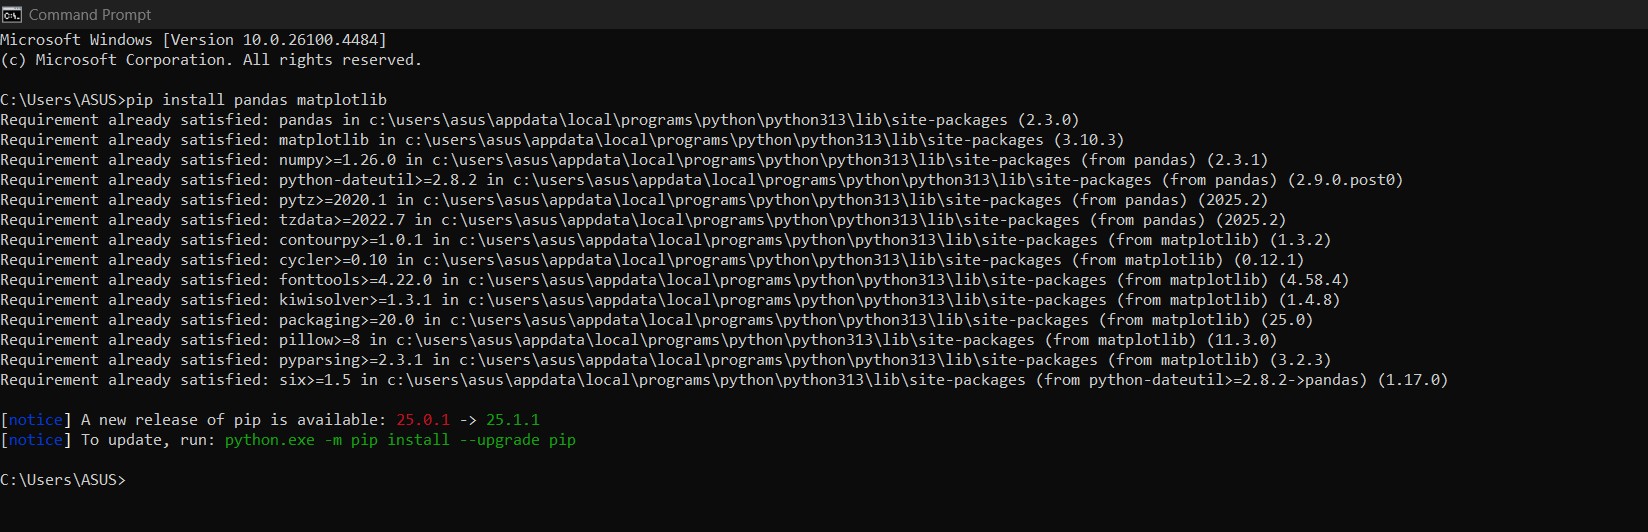 Command Prompt
Microsoft Windows [Version 10.0.26100.4484]
(c) Microsoft Corporation. All rights reserved.
C:\Users\ASUS>pip install pandas matplotlib
Requirement already satisfied: pandas in c:\users\asus\appdata\local\programs\python\python313\lib\site-packages (2.3.0)
Requirement already satisfied: matplotlib in c:\users\asus\appdata\local\programs\python\python313\lib\site-packages (3.10.3)
Requirement already satisfied: numpy>=1.26.0 in c:\users\asus\appdata\local\programs\python\python313\lib\site-packages (from pandas) (2.3.1)
Requirement already satisfied: python-dateutil>=2.8.2 in c:\users\asus\appdata\local\programs\python\python313\lib\site-packages (from pandas) (2.9.0.post0)
Requirement already satisfied: pytz>=2020.1 in c:\users\asus\appdata\local\programs\python\python313\lib\site-packages (from pandas) (2025.2)
Requirement already satisfied: tzdata>=2022.7 in c:\users\asus\appdata\local\programs\python\python313\lib\site-packages (from pandas) (2025.2)
Requirement already satisfied: contourpy>=1.0.1 in c:\users\asus\appdata\local\programs\python\python313\lib\site-packages (from matplotlib) (1.3.2)
Requirement already satisfied: cycler>=0.10 in c:\users\asus\appdata\local\programs\python\python313\lib\site-packages (from matplotlib) (0.12.1)
Requirement already satisfied: fonttools>=4.22.0 in c:\users\asus\appdata\local\programs\python\python313\lib\site-packages (from matplotlib) (4.58.4)
Requirement already satisfied: kiwisolver>=1.3.1 in c:\users\asus\appdata\local\programs\python\python313\lib\site-packages (from matplotlib) (1.4.8)
Requirement already satisfied: packaging>=20.0 in c:\users\asus\appdata\local\programs\python\python313\lib\site-packages (from matplotlib) (25.0)
Requirement already satisfied: pillow>=8 in c:\users\asus\appdata\local\programs\python\python313\lib\site-packages (from matplotlib) (11.3.0)
Requirement already satisfied: pyparsing>=2.3.1 in c:\users\asus\appdata\local\programs\python\python313\lib\site-packages (from matplotlib) (3.2.3)
Requirement already satisfied: six>=1.5 in c:\users\asus\appdata\local\programs\python\python313\lib\site-packages (from python-dateutil>=2.8.2->pandas) (1.17.0)
[notice] A new release of pip is available: 25.0.1 -> 25.1.1
[notice] To update, run: python.exe -m pip install --upgrade pip
C:\Users\ASUS>